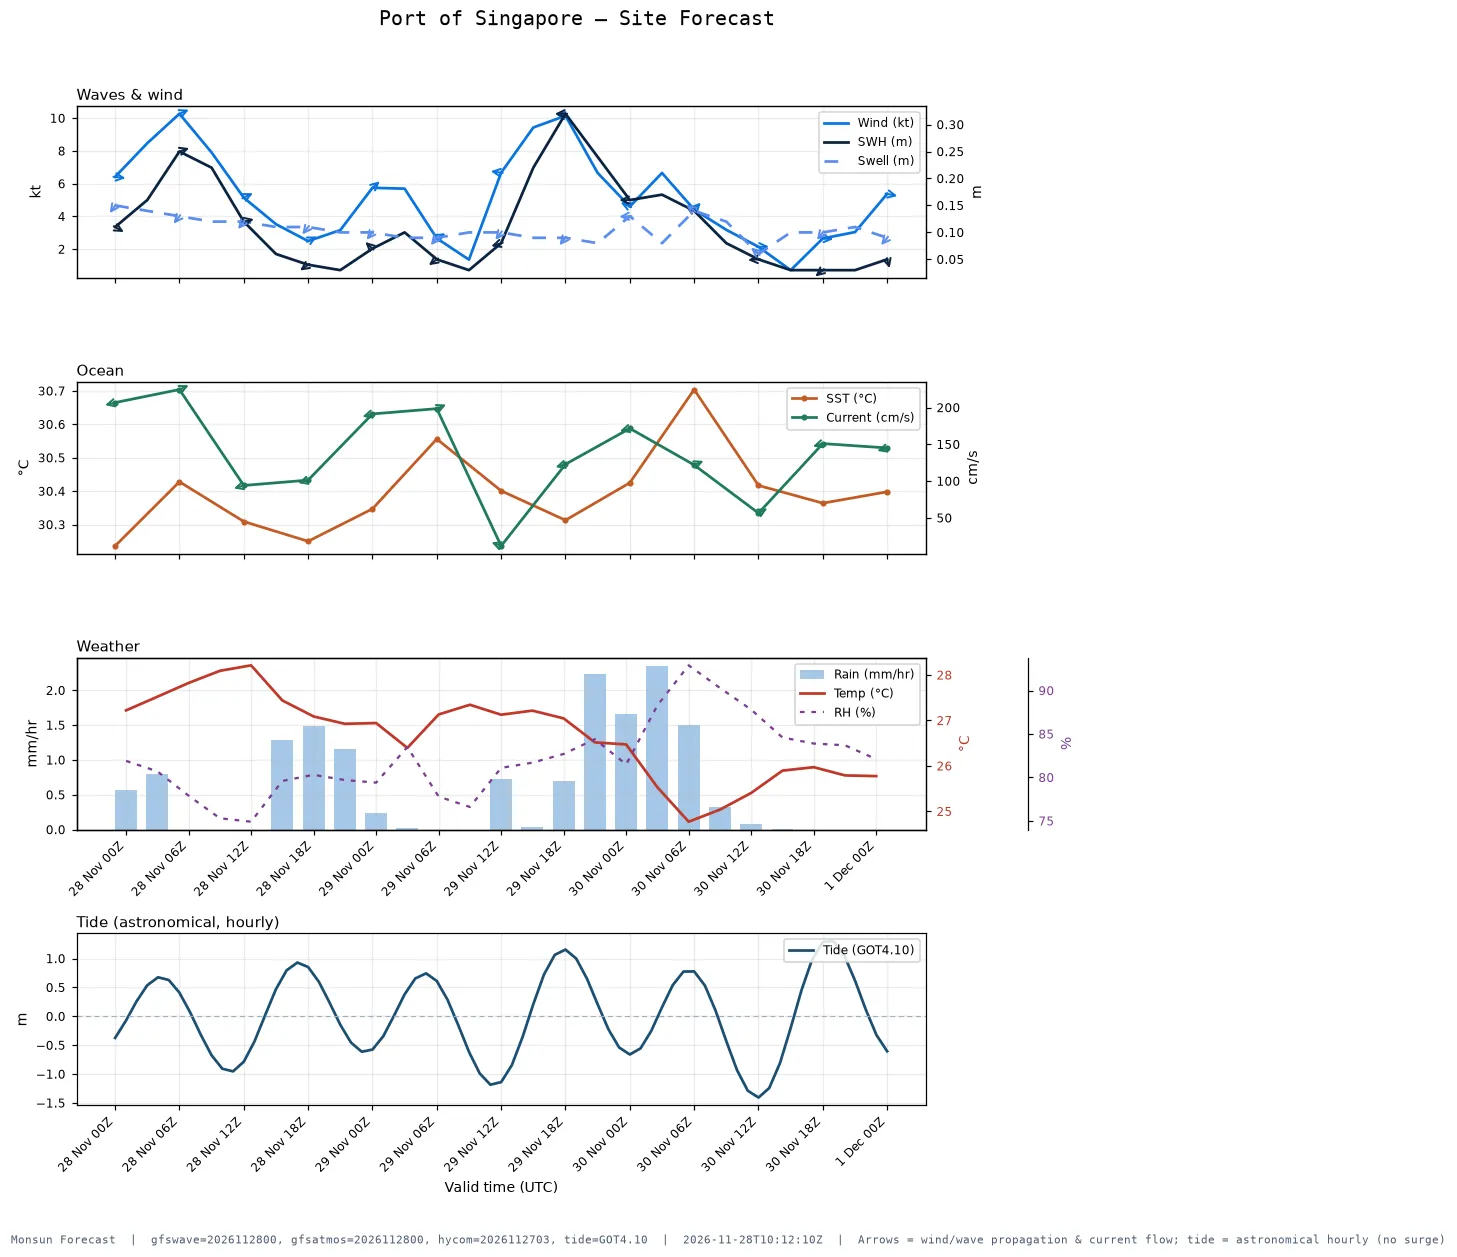 Port of Singapore — Site Forecast
Waves & wind
10
8
6
4
2
kt
0.30
0.25
0.20
0.15
0.10
0.05
m
Wind (kt)
SWH (m)
Swell (m)
Ocean
30.7
30.6
30.5
30.4
30.3
°C
200
150
100
50
cm/s
SST (°C)
Current (cm/s)
Weather
2.0
1.5
1.0
0.5
0.0
mm/hr
28
27
26
25
°C
90
85
80
75
%
Rain (mm/hr)
Temp (°C)
RH (%)
28 Nov 00Z
28 Nov 06Z
28 Nov 12Z
28 Nov 18Z
29 Nov 00Z
29 Nov 06Z
29 Nov 12Z
29 Nov 18Z
30 Nov 00Z
30 Nov 06Z
30 Nov 12Z
30 Nov 18Z
1 Dec 00Z
Tide (astronomical, hourly)
1.0
0.5
0.0
−0.5
−1.0
−1.5
m
Tide (GOT4.10)
28 Nov 00Z
28 Nov 06Z
28 Nov 12Z
28 Nov 18Z
29 Nov 00Z
29 Nov 06Z
29 Nov 12Z
29 Nov 18Z
30 Nov 00Z
30 Nov 06Z
30 Nov 12Z
30 Nov 18Z
1 Dec 00Z
Valid time (UTC)
Monsun Forecast | gfswave=2026112800, gfsatmos=2026112800, hycom=2026112703, tide=GOT4.10 | 2026-11-28T10:12:10Z | Arrows = wind/wave propagation & current flow; tide = astronomical hourly (no surge)